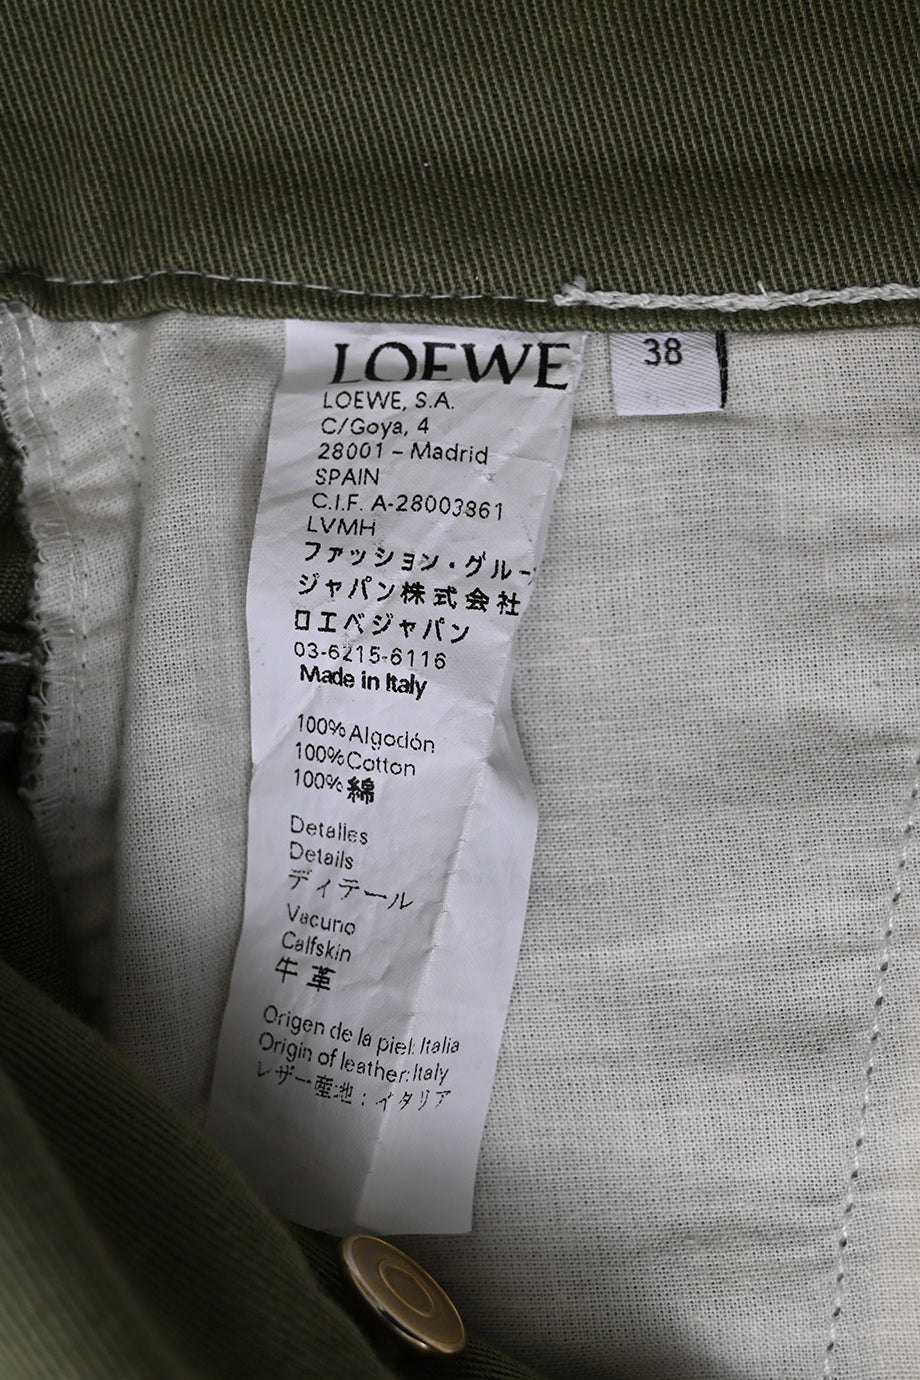 LOEWE
38
LOEWE, S.A.
C/Goya, 4
28001 – Madrid
SPAIN
C.I.F. A-28003861
LVMH
ファッション・グルー
ジャパン株式会社
ロエベジャパン
03-6215-6116
Made in Italy
100%Algodón
100%Cotton
100%綿
Detalles
Details
ディテール
Vacuno
Calfskin
牛革
Origen de la piel: Italia
Origin of leather: Italy
レザー産地：イタリア